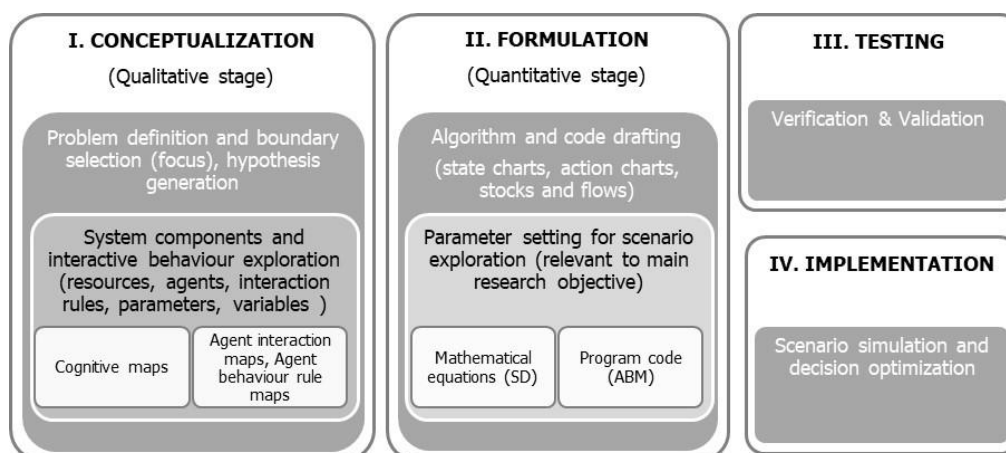 I. CONCEPTUALIZATION
(Qualitative stage)
Problem definition and boundary
selection (focus), hypothesis
generation
System components and
interactive behaviour exploration
(resources, agents, interaction
rules, parameters, variables )
Cognitive maps
Agent interaction
maps, Agent
behaviour rule
maps
II. FORMULATION
(Quantitative stage)
Algorithm and code drafting
(state charts, action charts,
stocks and flows)
Parameter setting for scenario
exploration (relevant to main
research objective)
Mathematical
equations (SD)
Program code
(ABM)
III. TESTING
Verification & Validation
IV. IMPLEMENTATION
Scenario simulation and
decision optimization